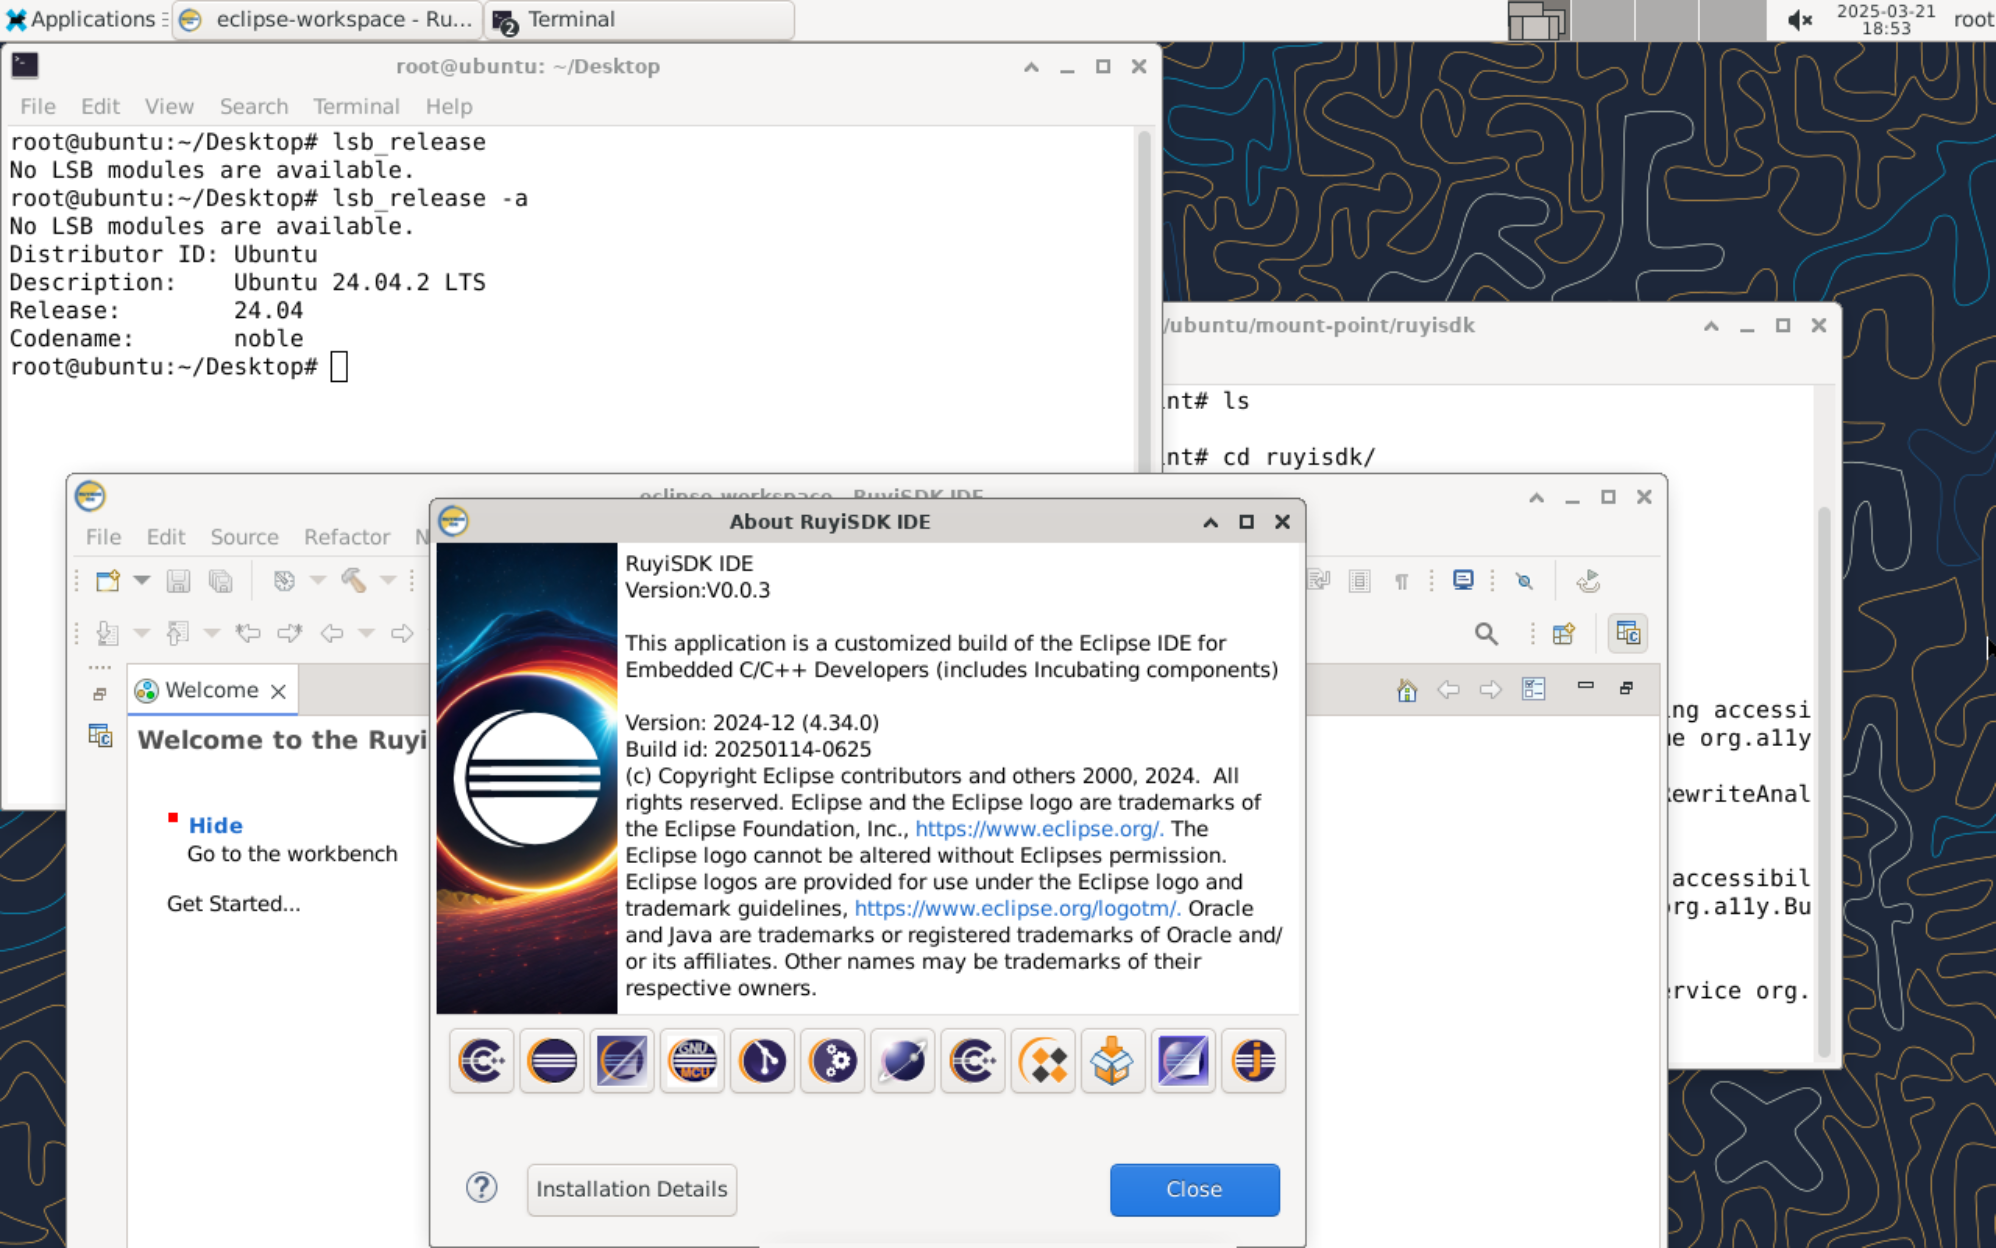 Applications
eclipse-workspace - Ru...
2
Terminal
2025-03-21
18:53
root
root@ubuntu: ~/Desktop
File Edit View Search Terminal Help
root@ubuntu:~/Desktop# lsb_release
No LSB modules are available.
root@ubuntu:~/Desktop# lsb_release -a
No LSB modules are available.
Distributor ID: Ubuntu
Description: Ubuntu 24.04.2 LTS
Release: 24.04
Codename: noble
root@ubuntu:~/Desktop#
/ubuntu/mount-point/ruyisdk
nt# ls
nt# cd ruyisdk/
ng accessi
e org.a11y
ewriteAnal
accessibil
rg.a11y.Bu
rvice org.
eclipse-workspace - RuyiSDK IDE
File Edit Source Refactor N
Welcome
Welcome to the Ruyi
Hide
Go to the workbench
Get Started...
About RuyiSDK IDE
RuyiSDK IDE
Version:V0.0.3
This application is a customized build of the Eclipse IDE for
Embedded C/C++ Developers (includes Incubating components)
Version: 2024-12 (4.34.0)
Build id: 20250114-0625
(c) Copyright Eclipse contributors and others 2000, 2024.  All
rights reserved. Eclipse and the Eclipse logo are trademarks of
the Eclipse Foundation, Inc., https://www.eclipse.org/. The
Eclipse logo cannot be altered without Eclipses permission.
Eclipse logos are provided for use under the Eclipse logo and
trademark guidelines, https://www.eclipse.org/logotm/. Oracle
and Java are trademarks or registered trademarks of Oracle and/
or its affiliates. Other names may be trademarks of their
respective owners.
GNU
MCU
Installation Details
Close